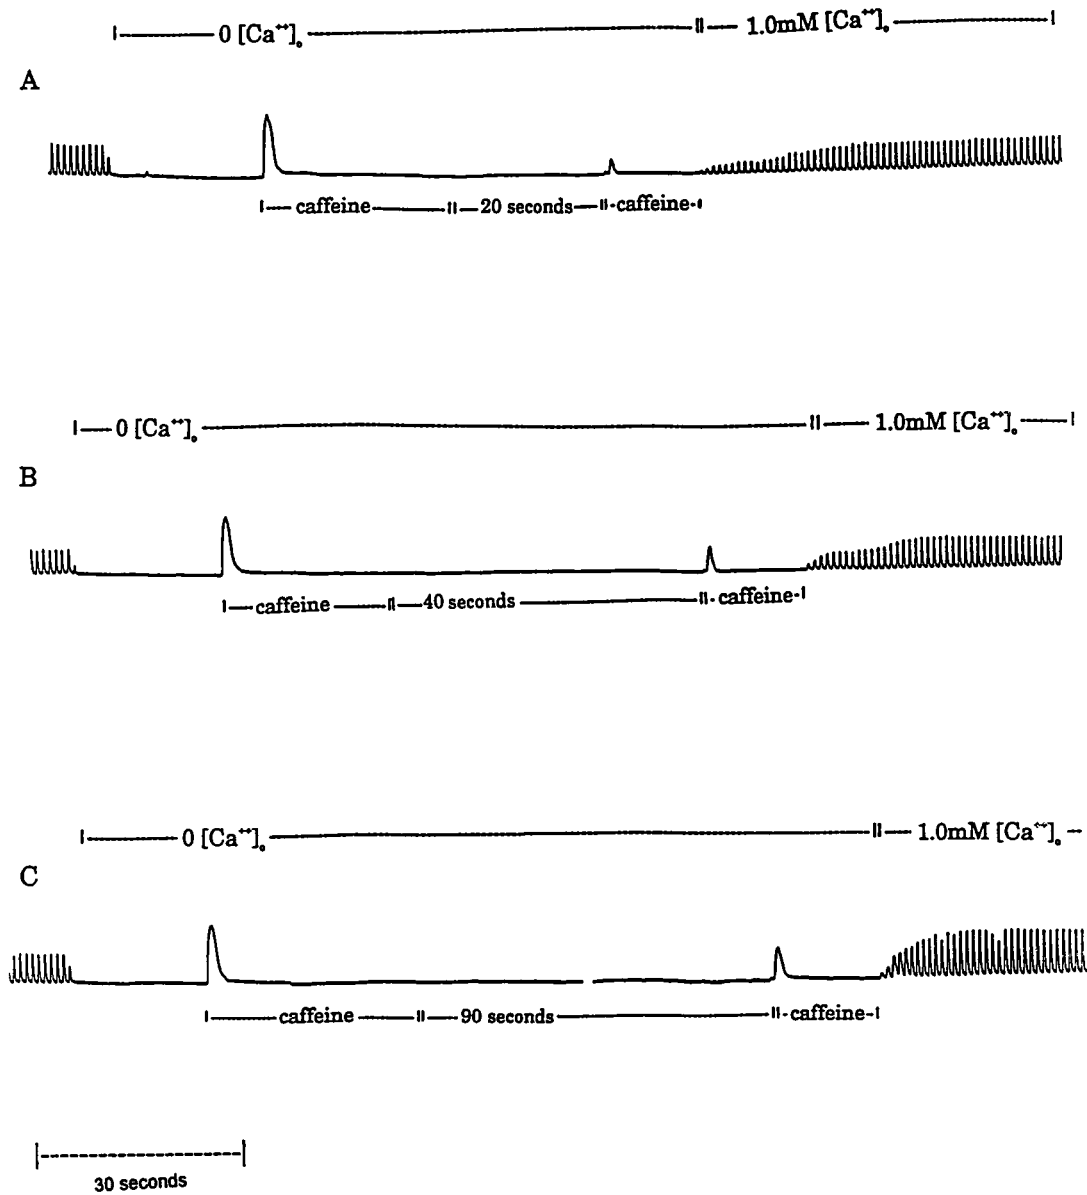 0 [Ca⁺⁺]ₒ 1.0mM [Ca⁺⁺]ₒ
A
caffeine 20 seconds caffeine
0 [Ca⁺⁺]ₒ 1.0mM [Ca⁺⁺]ₒ
B
caffeine 40 seconds caffeine
0 [Ca⁺⁺]ₒ 1.0mM [Ca⁺⁺]ₒ
C
caffeine 90 seconds caffeine
30 seconds